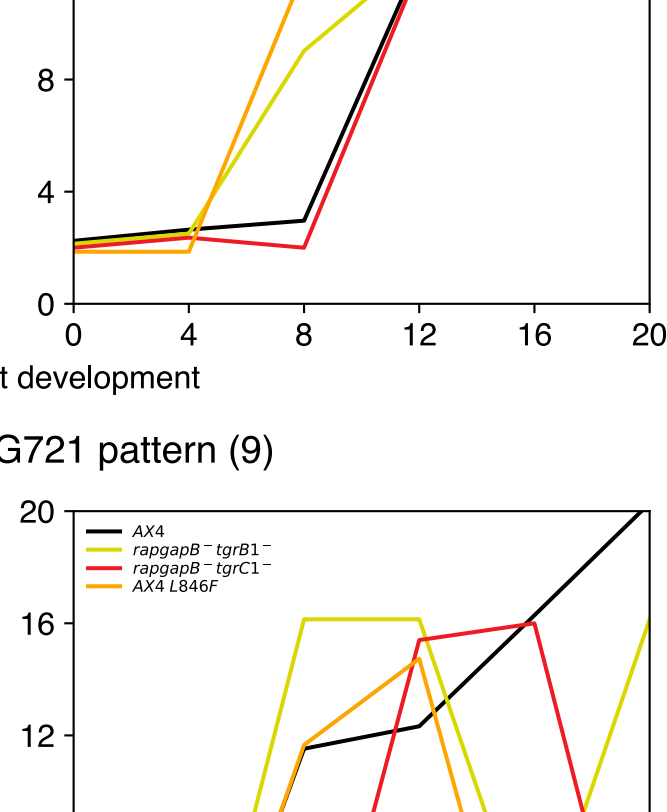 8
4
0
0 4 8 12 16 20
t development
G721 pattern (9)
20
AX4
rapgapB⁻tgrB1⁻
rapgapB⁻tgrC1⁻
AX4 L846F
16
12